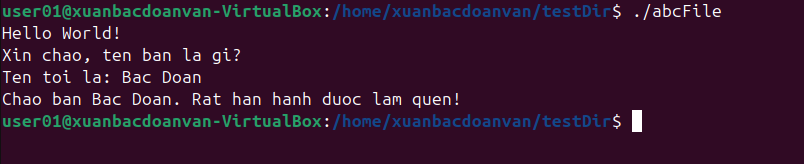 user01@xuanbacdoanvan-VirtualBox:/home/xuanbacdoanvan/testDir$ ./abcFile
Hello World!
Xin chao, ten ban la gi?
Ten toi la: Bac Doan
Chao ban Bac Doan. Rat han hanh duoc lam quen!
user01@xuanbacdoanvan-VirtualBox:/home/xuanbacdoanvan/testDir$